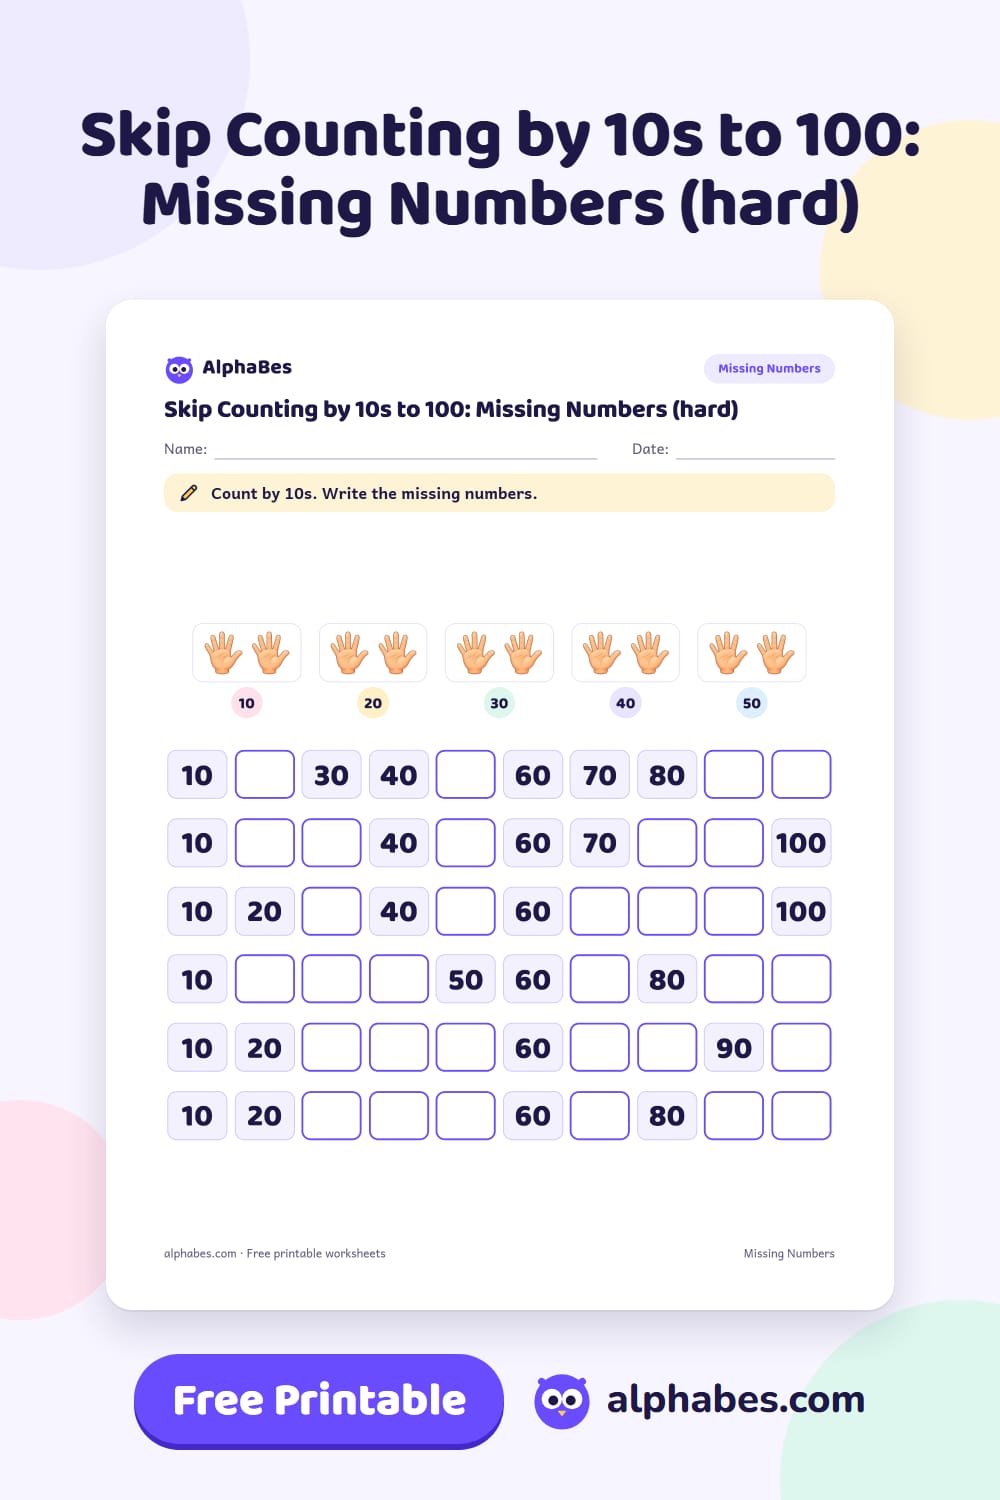 Skip Counting by 10s to 100:
Missing Numbers (hard)
AlphaBes
Missing Numbers
Skip Counting by 10s to 100: Missing Numbers (hard)
Name:
Date:
Count by 10s. Write the missing numbers.
10 20 30 40 50
10 30 40 60 70 80
10 40 60 70 100
10 20 40 60 100
10 50 60 80
10 20 60 90
10 20 60 80
alphabes.com · Free printable worksheets
Missing Numbers
Free Printable
alphabes.com